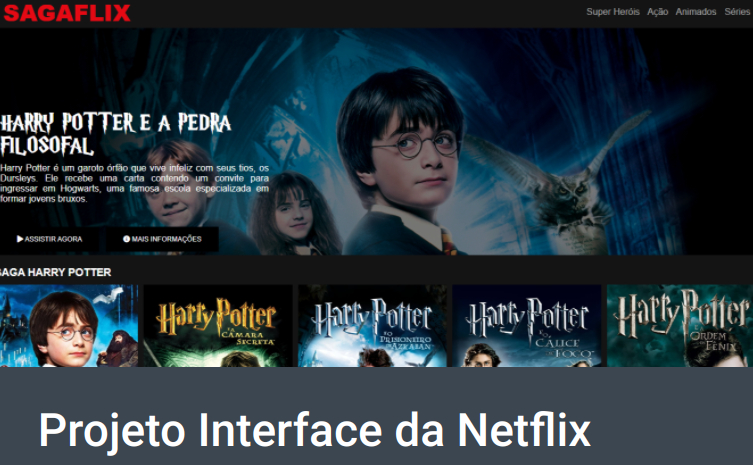 SAGAFLIX
Super Heróis Ação Animados Séries
HARRY POTTER E A PEDRA
FILOSOFAL
Harry Potter é um garoto órfão que vive infeliz com seus tios, os
Dursleys. Ele recebe uma carta contendo um convite para
ingressar em Hogwarts, uma famosa escola especializada em
formar jovens bruxos.
ASSISTIR AGORA
MAIS INFORMAÇÕES
SAGA HARRY POTTER
Harry Potter
E A
CÂMARA
SECRETA
Harry Potter
E O
PRISIONEIRO
DE AZKABAN
Harry Potter
E O
CÁLICE
DE FOGO
Harry Potter
E A
ORDEM
DA
FÊNIX
Projeto Interface da Netflix